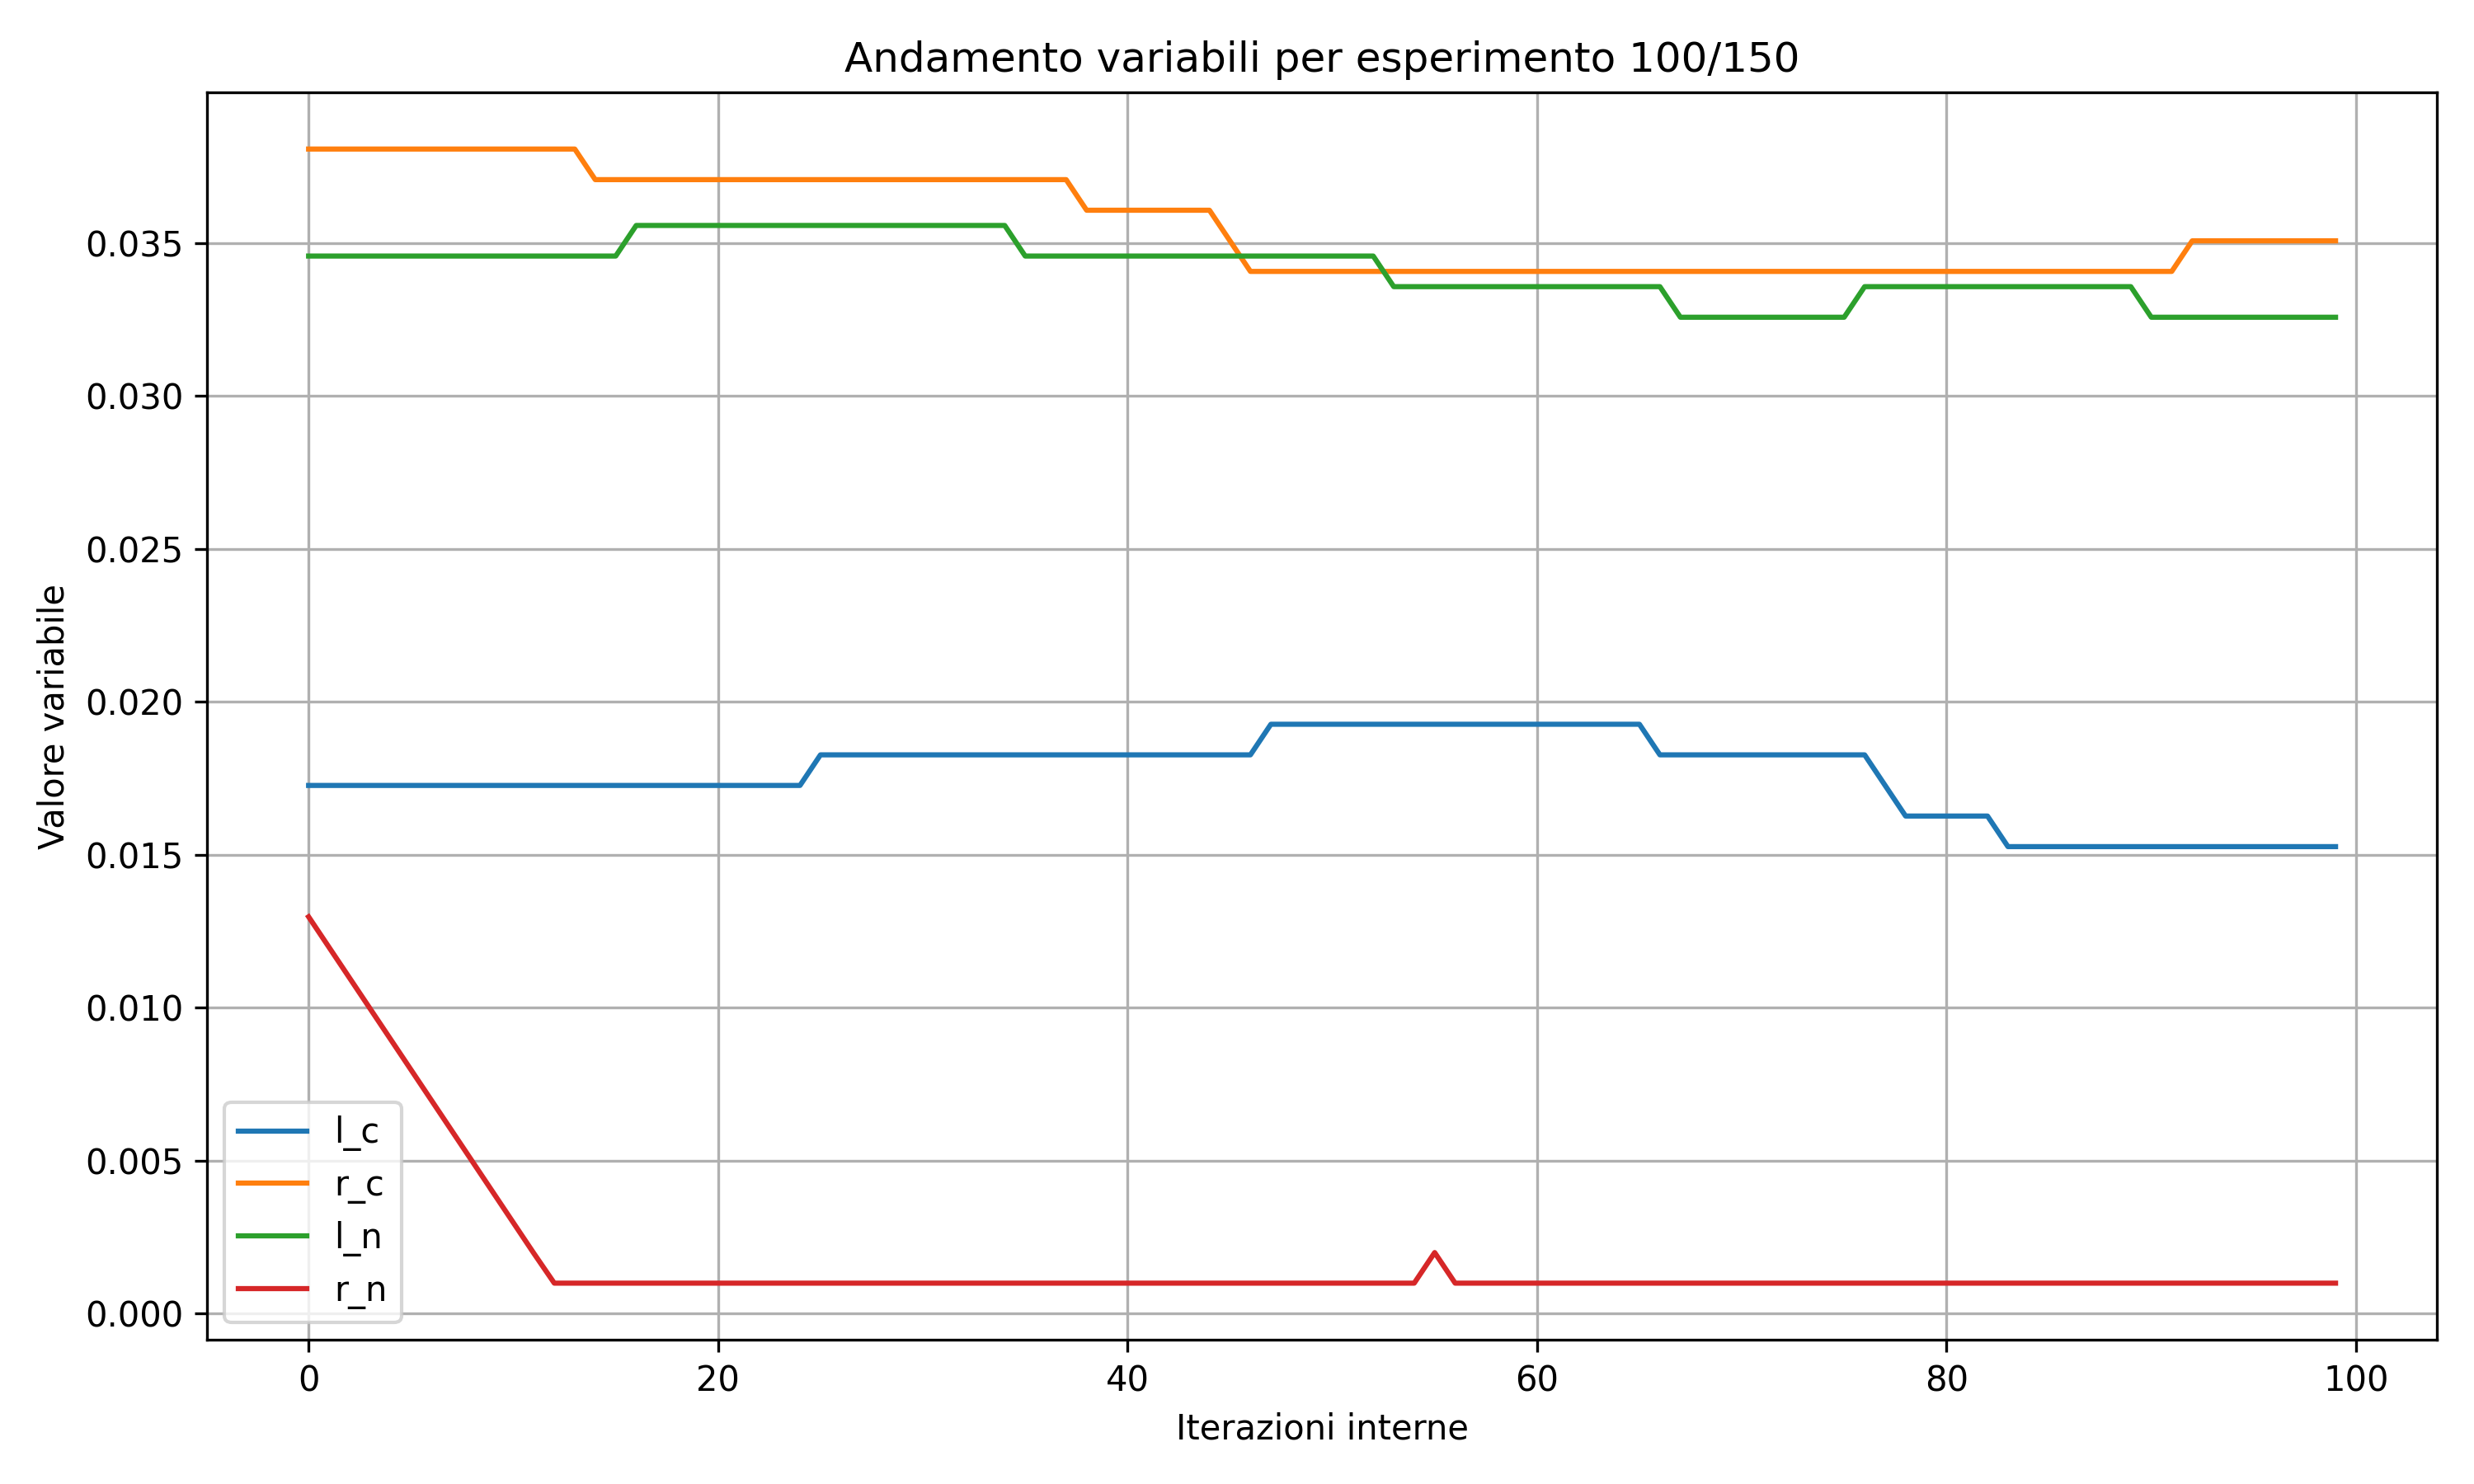 Andamento variabili per esperimento 100/150
Valore variabile
0.035
0.030
0.025
0.020
0.015
0.010
0.005
0.000
l_c
r_c
l_n
r_n
0 20 40 60 80 100
Iterazioni interne